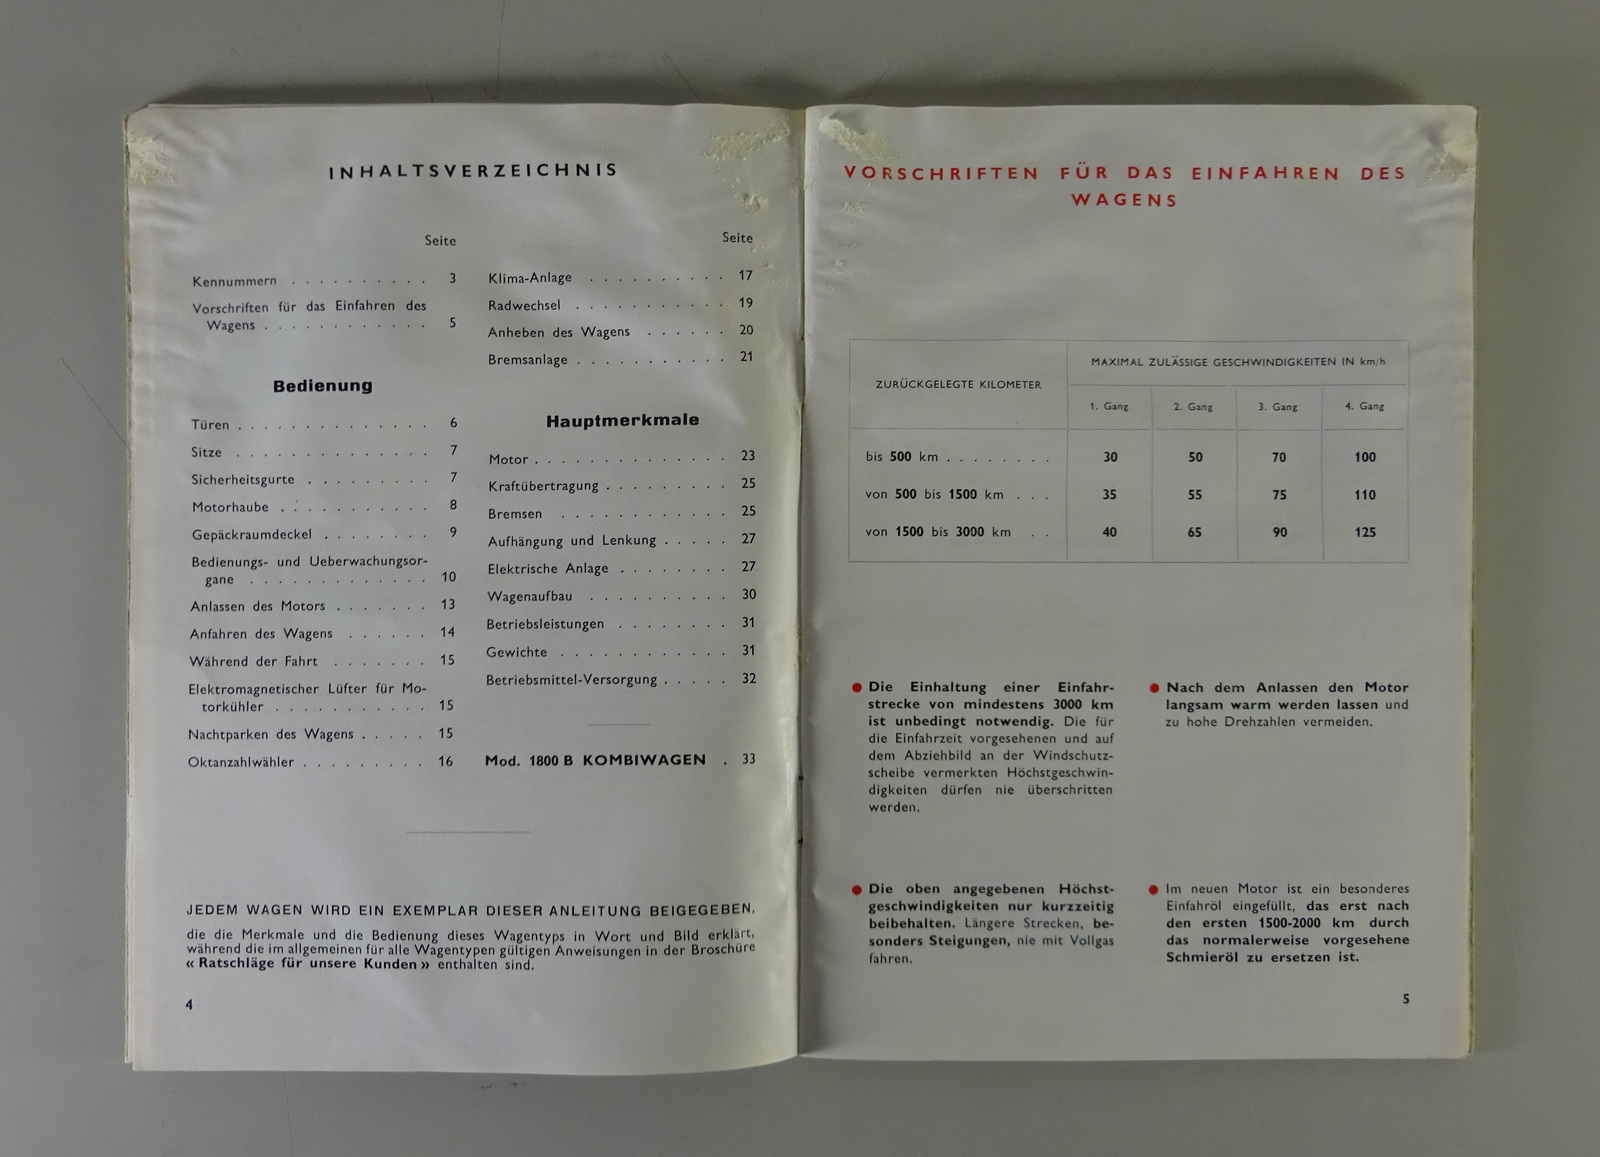 INHALTSVERZEICHNIS
Seite
Kennummern . . . . . . . . . . 3
Vorschriften für das Einfahren des
Wagens . . . . . . . . . . . . 5
Bedienung
Türen . . . . . . . . . . . . . . 6
Sitze . . . . . . . . . . . . . . 7
Sicherheitsgurte . . . . . . . . . 7
Motorhaube . . . . . . . . . . . 8
Gepäckraumdeckel . . . . . . . . 9
Bedienungs- und Ueberwachungsor-
gane . . . . . . . . . . . . . 10
Anlassen des Motors . . . . . . . 13
Anfahren des Wagens . . . . . . 14
Während der Fahrt . . . . . . . 15
Elektromagnetischer Lüfter für Mo-
torkühler . . . . . . . . . . . 15
Nachtparken des Wagens . . . . . 15
Oktanzahlwähler . . . . . . . . . 16
Seite
Klima-Anlage . . . . . . . . . . 17
Radwechsel . . . . . . . . . . . 19
Anheben des Wagens . . . . . . 20
Bremsanlage . . . . . . . . . . . 21
Hauptmerkmale
Motor . . . . . . . . . . . . . . 23
Kraftübertragung . . . . . . . . . 25
Bremsen . . . . . . . . . . . . 25
Aufhängung und Lenkung . . . . . 27
Elektrische Anlage . . . . . . . . 27
Wagenaufbau . . . . . . . . . . 30
Betriebsleistungen . . . . . . . . 31
Gewichte . . . . . . . . . . . . 31
Betriebsmittel-Versorgung . . . . . 32
Mod. 1800 B KOMBIWAGEN . 33
JEDEM WAGEN WIRD EIN EXEMPLAR DIESER ANLEITUNG BEIGEGEBEN,
die die Merkmale und die Bedienung dieses Wagentyps in Wort und Bild erklärt,
während die im allgemeinen für alle Wagentypen gültigen Anweisungen in der Broschüre
« Ratschläge für unsere Kunden » enthalten sind.
4
VORSCHRIFTEN FÜR DAS EINFAHREN DES
WAGENS
ZURÜCKGELEGTE KILOMETER
MAXIMAL ZULÄSSIGE GESCHWINDIGKEITEN IN km/h
1. Gang 2. Gang 3. Gang 4. Gang
bis 500 km . . . . . . . . 30 50 70 100
von 500 bis 1500 km . . . 35 55 75 110
von 1500 bis 3000 km . . 40 65 90 125
● Die Einhaltung einer Einfahr-
strecke von mindestens 3000 km
ist unbedingt notwendig. Die für
die Einfahrzeit vorgesehenen und auf
dem Abziehbild an der Windschutz-
scheibe vermerkten Höchstgeschwin-
digkeiten dürfen nie überschritten
werden.
● Nach dem Anlassen den Motor
langsam warm werden lassen und
zu hohe Drehzahlen vermeiden.
● Die oben angegebenen Höchst-
geschwindigkeiten nur kurzzeitig
beibehalten. Längere Strecken, be-
sonders Steigungen, nie mit Vollgas
fahren.
● Im neuen Motor ist ein besonderes
Einfahröl eingefüllt, das erst nach
den ersten 1500-2000 km durch
das normalerweise vorgesehene
Schmieröl zu ersetzen ist.
5